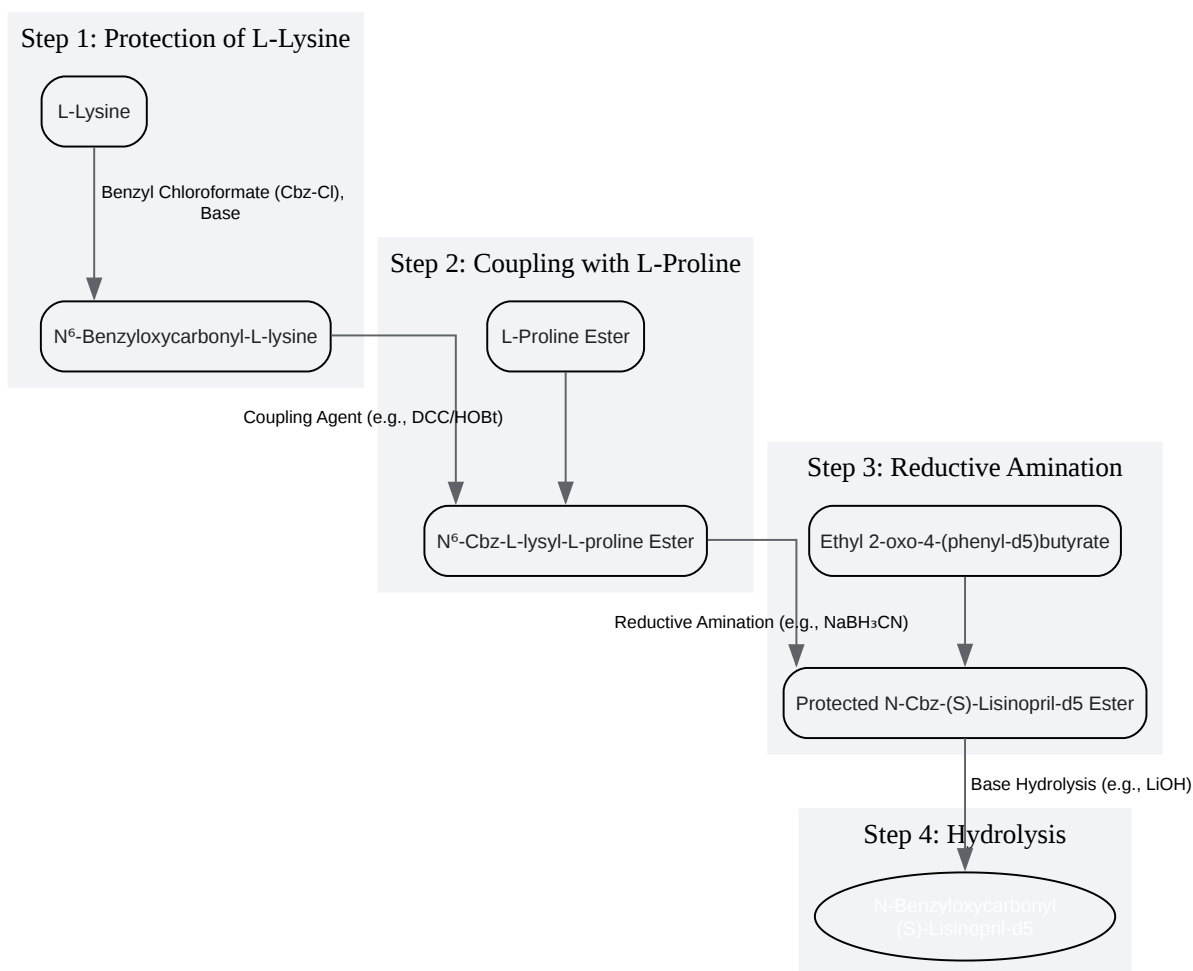 Step 1: Protection of L-Lysine
L-Lysine
Benzyl Chloroformate (Cbz-Cl),
Base
N⁶-Benzyloxycarbonyl-L-lysine
Step 2: Coupling with L-Proline
L-Proline Ester
Coupling Agent (e.g., DCC/HOBt)
N⁶-Cbz-L-lysyl-L-proline Ester
Step 3: Reductive Amination
Ethyl 2-oxo-4-(phenyl-d5)butyrate
Reductive Amination (e.g., NaBH₃CN)
Protected N-Cbz-(S)-Lisinopril-d5 Ester
Base Hydrolysis (e.g., LiOH)
Step 4: Hydrolysis
N-Benzyloxycarbonyl
(S)-Lisinopril-d5